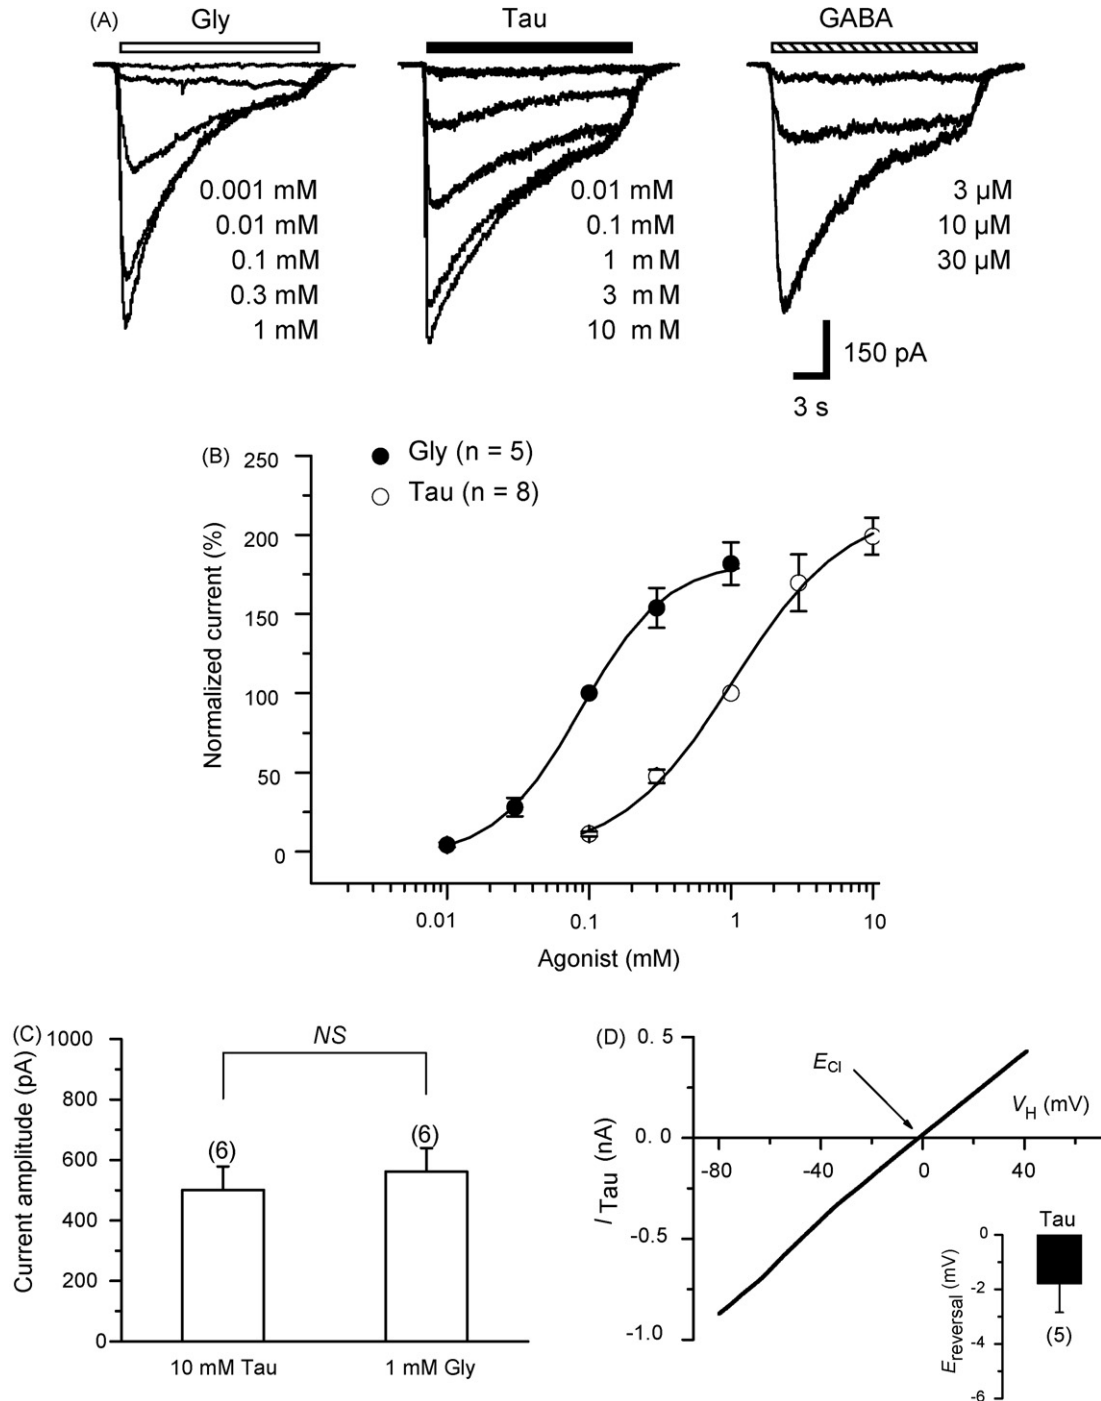 (A) Gly Tau GABA
0.001 mM 0.01 mM 3 µM
0.01 mM 0.1 mM 10 µM
0.1 mM 1 mM 30 µM
0.3 mM 3 mM
1 mM 10 mM
150 pA
3 s
(B)
Gly (n = 5)
Tau (n = 8)
Normalized current (%)
250
200
150
100
50
0
0.01 0.1 1 10
Agonist (mM)
(C)
Current amplitude (pA)
1000
800
600
400
200
0
NS
(6) (6)
10 mM Tau 1 mM Gly
(D)
I Tau (nA)
0.5
0.0
-0.5
-1.0
ECl
VH (mV)
-80 -40 0 40
Tau
Ereversal (mV)
0
-2
-4
-6
(5)